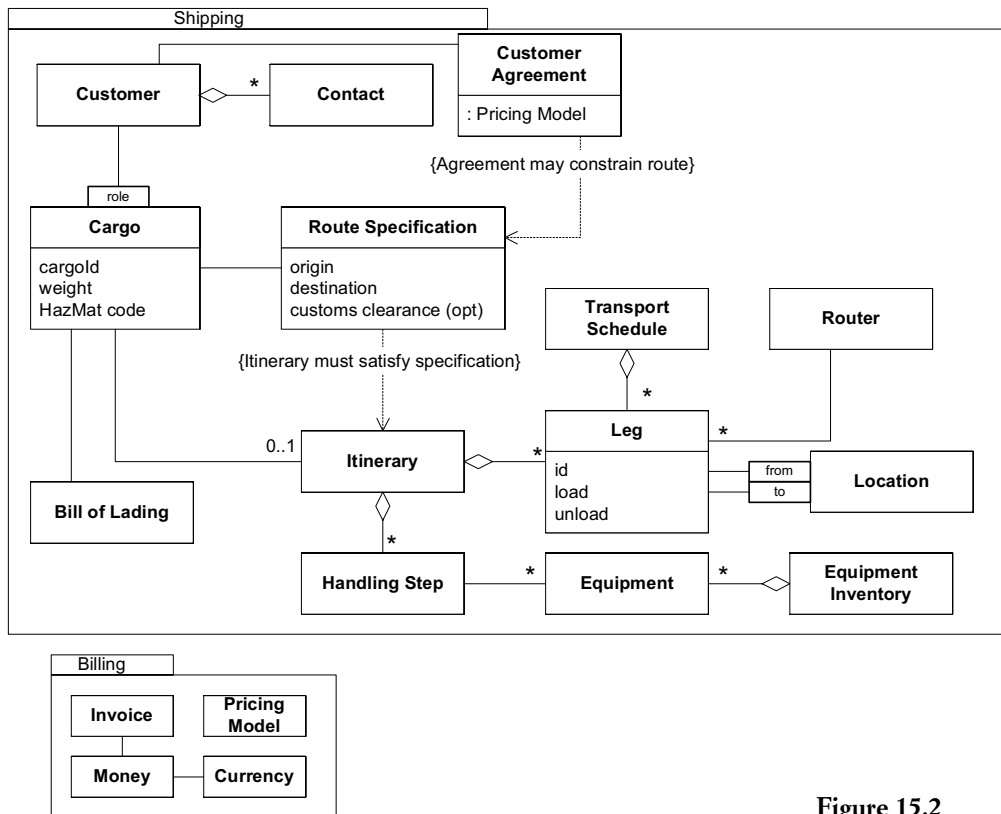 Shipping
Customer
Agreement
: Pricing Model
Customer
*
Contact
{Agreement may constrain route}
role
Cargo
cargoId
weight
HazMat code
Route Specification
origin
destination
customs clearance (opt)
Transport
Schedule
Router
{Itinerary must satisfy specification}
*
0..1
Itinerary
*
Leg
id
load
unload
*
from
to
Location
Bill of Lading
*
Handling Step
*
Equipment
*
Equipment
Inventory
Billing
Invoice
Pricing
Model
Money
Currency
Figure 15.2